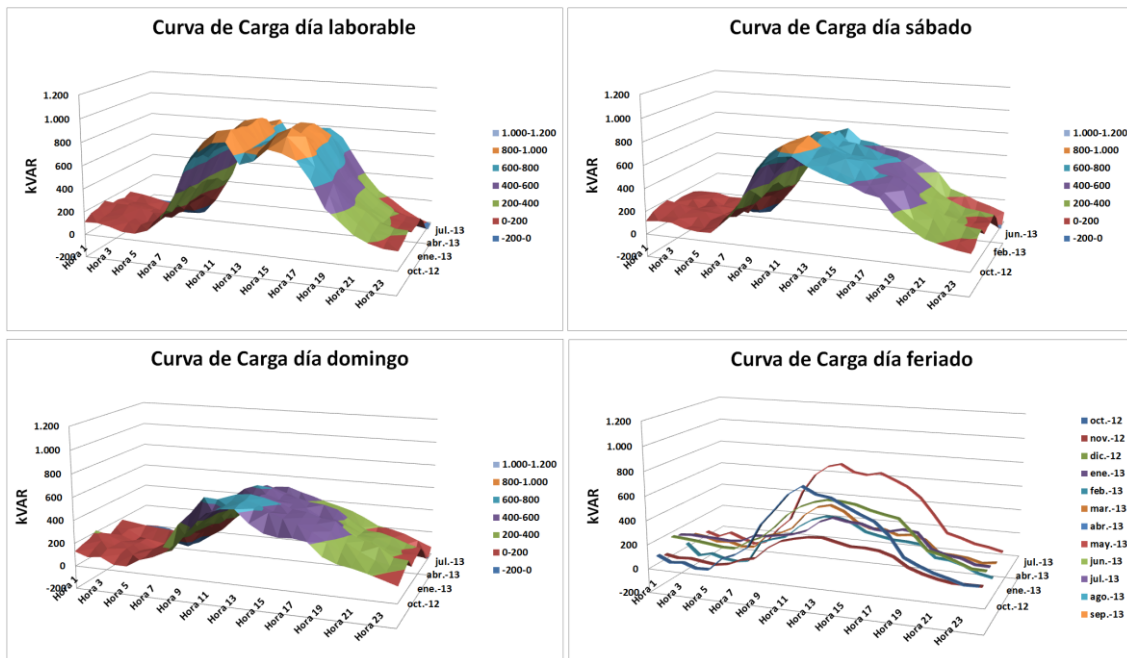 Curva de Carga día laborable
1.200
1.000
800
600
400
200
0
-200
kVAR
Hora 1
Hora 3
Hora 5
Hora 7
Hora 9
Hora 11
Hora 13
Hora 15
Hora 17
Hora 19
Hora 21
Hora 23
oct.-12
ene.-13
abr.-13
jul.-13
1.000-1.200
800-1.000
600-800
400-600
200-400
0-200
-200-0
Curva de Carga día sábado
1.200
1.000
800
600
400
200
0
-200
kVAR
Hora 1
Hora 3
Hora 5
Hora 7
Hora 9
Hora 11
Hora 13
Hora 15
Hora 17
Hora 19
Hora 21
Hora 23
oct.-12
feb.-13
jun.-13
1.000-1.200
800-1.000
600-800
400-600
200-400
0-200
-200-0
Curva de Carga día domingo
1.200
1.000
800
600
400
200
0
-200
kVAR
Hora 1
Hora 3
Hora 5
Hora 7
Hora 9
Hora 11
Hora 13
Hora 15
Hora 17
Hora 19
Hora 21
Hora 23
oct.-12
ene.-13
abr.-13
jul.-13
1.000-1.200
800-1.000
600-800
400-600
200-400
0-200
-200-0
Curva de Carga día feriado
1.200
1.000
800
600
400
200
0
-200
kVAR
Hora 1
Hora 3
Hora 5
Hora 7
Hora 9
Hora 11
Hora 13
Hora 15
Hora 17
Hora 19
Hora 21
Hora 23
oct.-12
ene.-13
abr.-13
jul.-13
oct.-12
nov.-12
dic.-12
ene.-13
feb.-13
mar.-13
abr.-13
may.-13
jun.-13
jul.-13
ago.-13
sep.-13